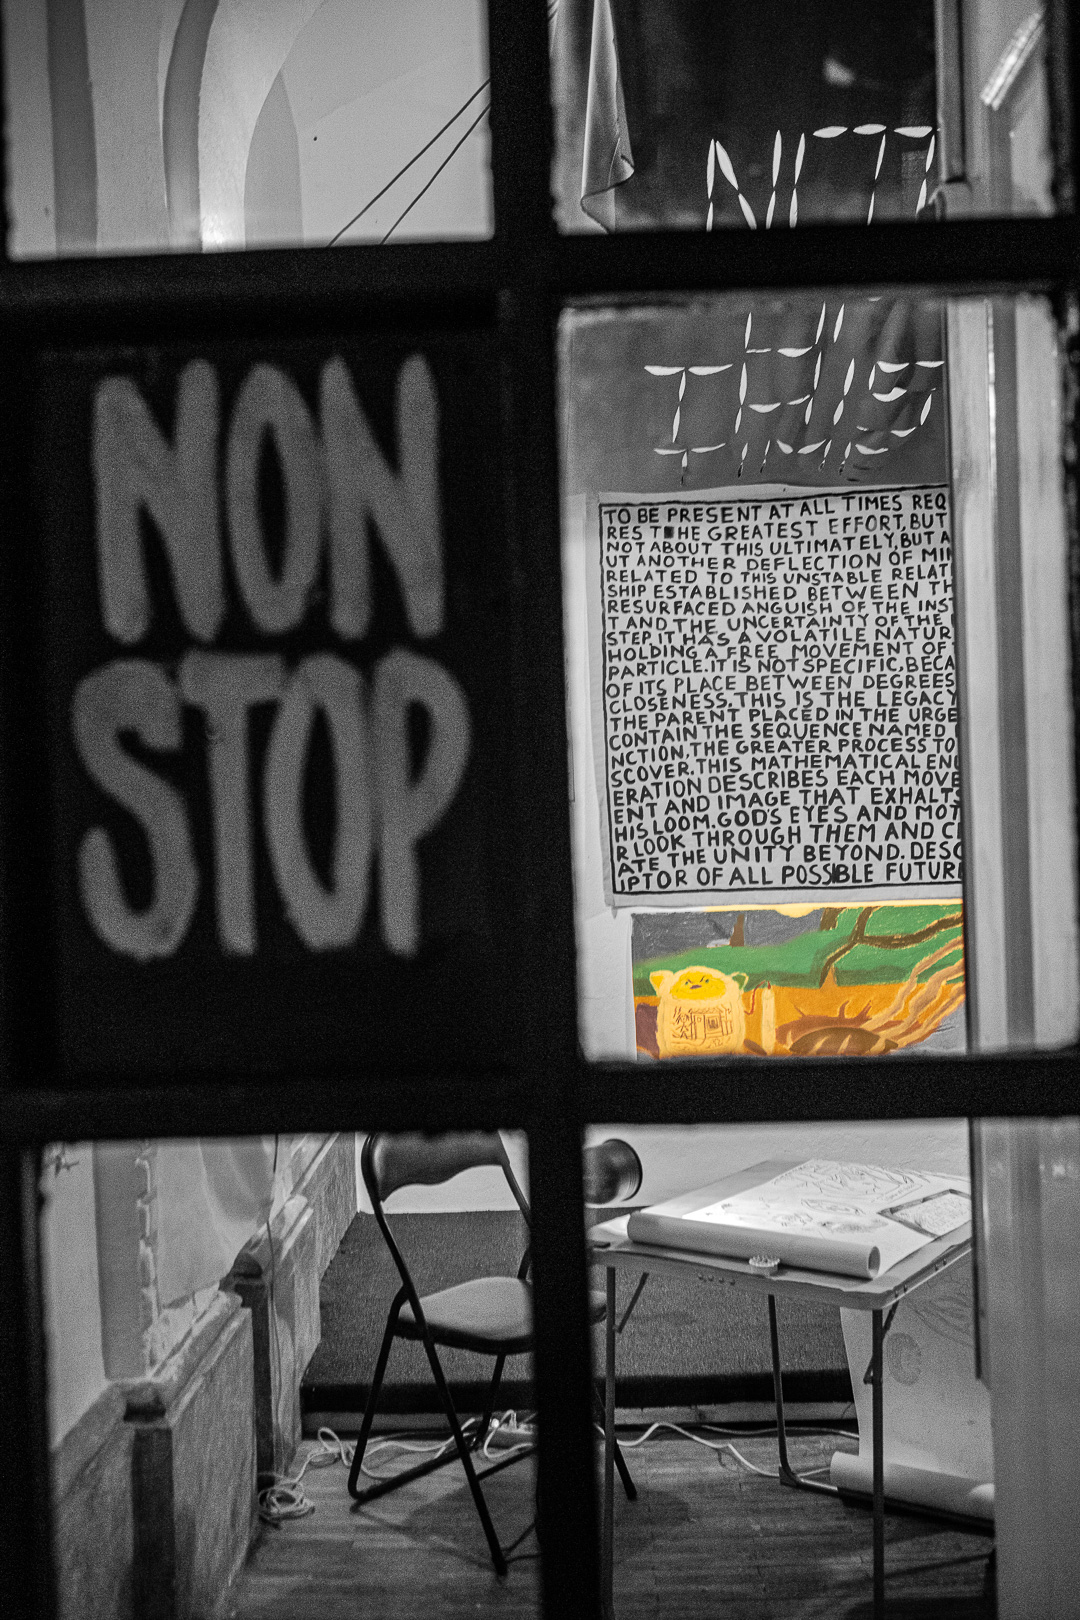 NON
STOP
NOT
THIS
TO BE PRESENT AT ALL TIMES REQ
RES THE GREATEST EFFORT, BUT
NOT ABOUT THIS ULTIMATELY, BUT A
UT ANOTHER DEFLECTION OF MIN
RELATED TO THIS UNSTABLE RELAT
SHIP ESTABLISHED BETWEEN TH
RESURFACED ANGUISH OF THE INS
T AND THE UNCERTAINTY OF THE
STEP. IT HAS A VOLATILE NATUR
HOLDING A FREE MOVEMENT OF
PARTICLE. IT IS NOT SPECIFIC, BECA
OF ITS PLACE BETWEEN DEGREES
CLOSENESS. THIS IS THE LEGACY
THE PARENT PLACED IN THE URGE
CONTAIN THE SEQUENCE NAMED
NCTION, THE GREATER PROCESS TO
SCOVER. THIS MATHEMATICAL ENU
ERATION DESCRIBES EACH MOVE
ENT AND IMAGE THAT EXHALTS
HIS LOOM. GOD'S EYES AND MOT
R LOOK THROUGH THEM AND CR
ATE THE UNITY BEYOND. DESC
IPTOR OF ALL POSSIBLE FUTUR